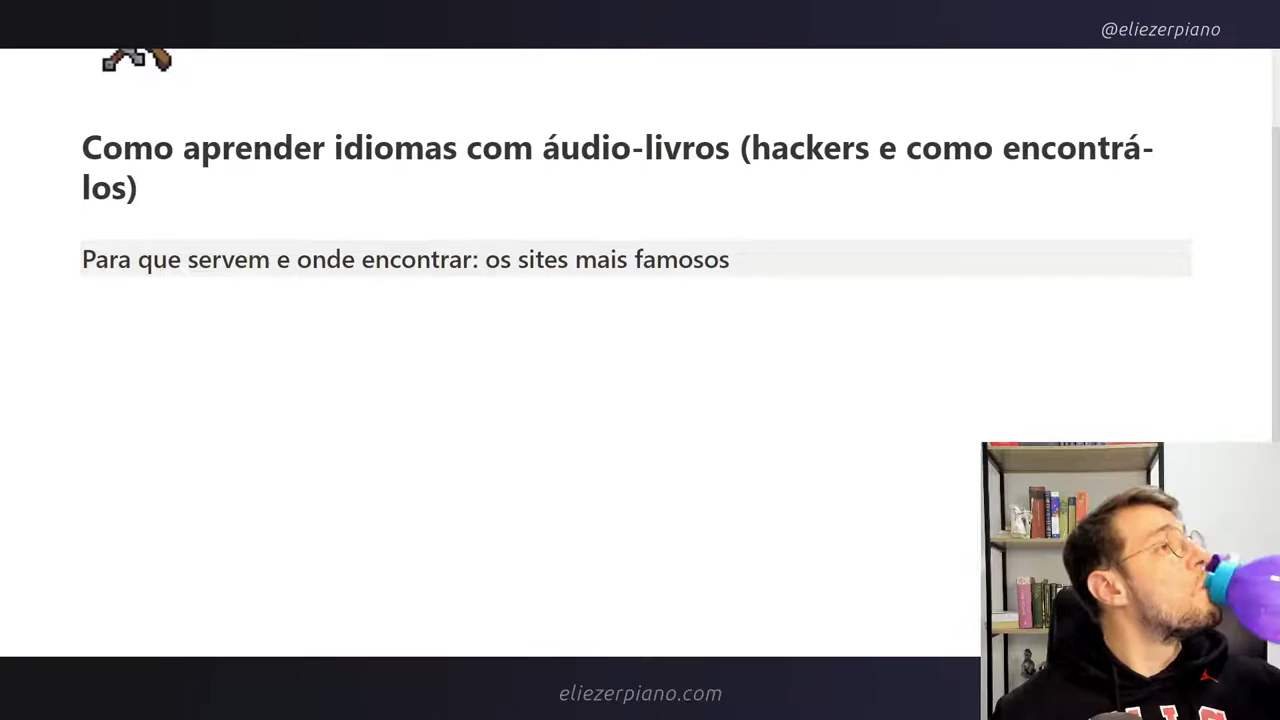 @eliezerpiano
Como aprender idiomas com áudio-livros (hackers e como encontrá-
los)
Para que servem e onde encontrar: os sites mais famosos
eliezerpiano.com